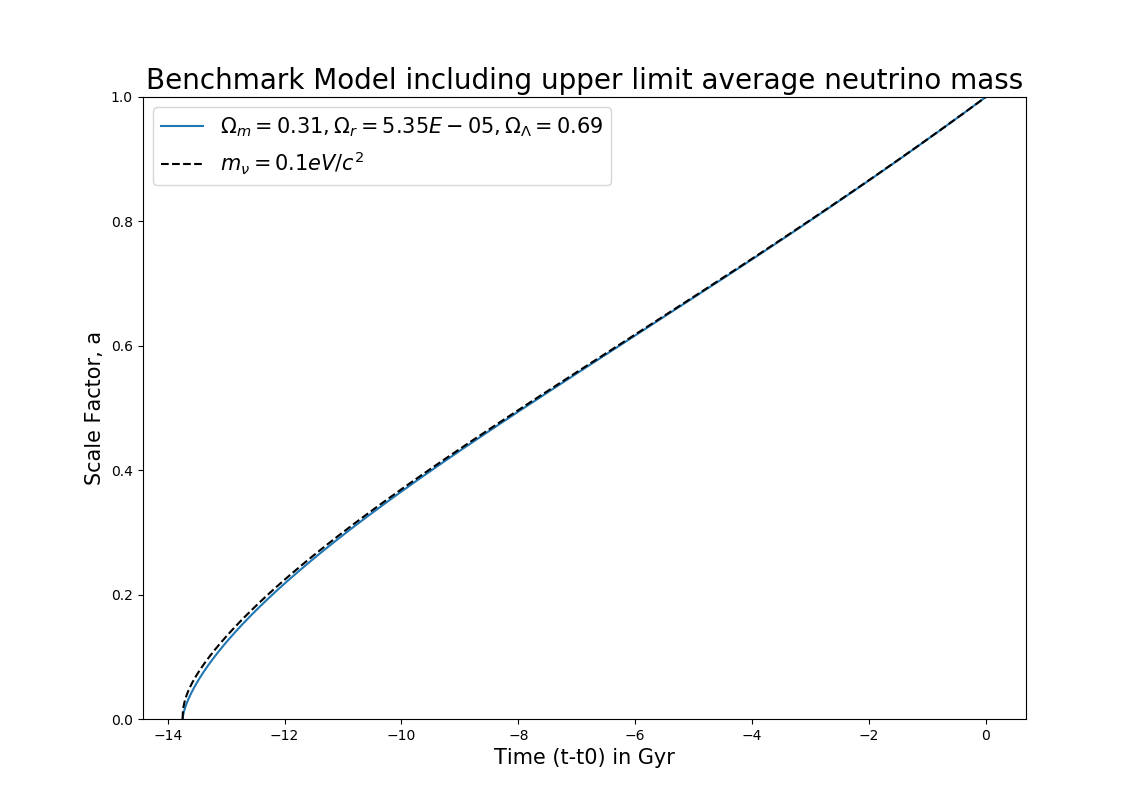 Benchmark Model including upper limit average neutrino mass
Ωₘ = 0.31, Ωᵣ = 5.35E − 05, Ω_Λ = 0.69
m_ν = 0.1eV/c²
1.0
0.8
0.6
0.4
0.2
0.0
Scale Factor, a
−14 −12 −10 −8 −6 −4 −2 0
Time (t-t0) in Gyr